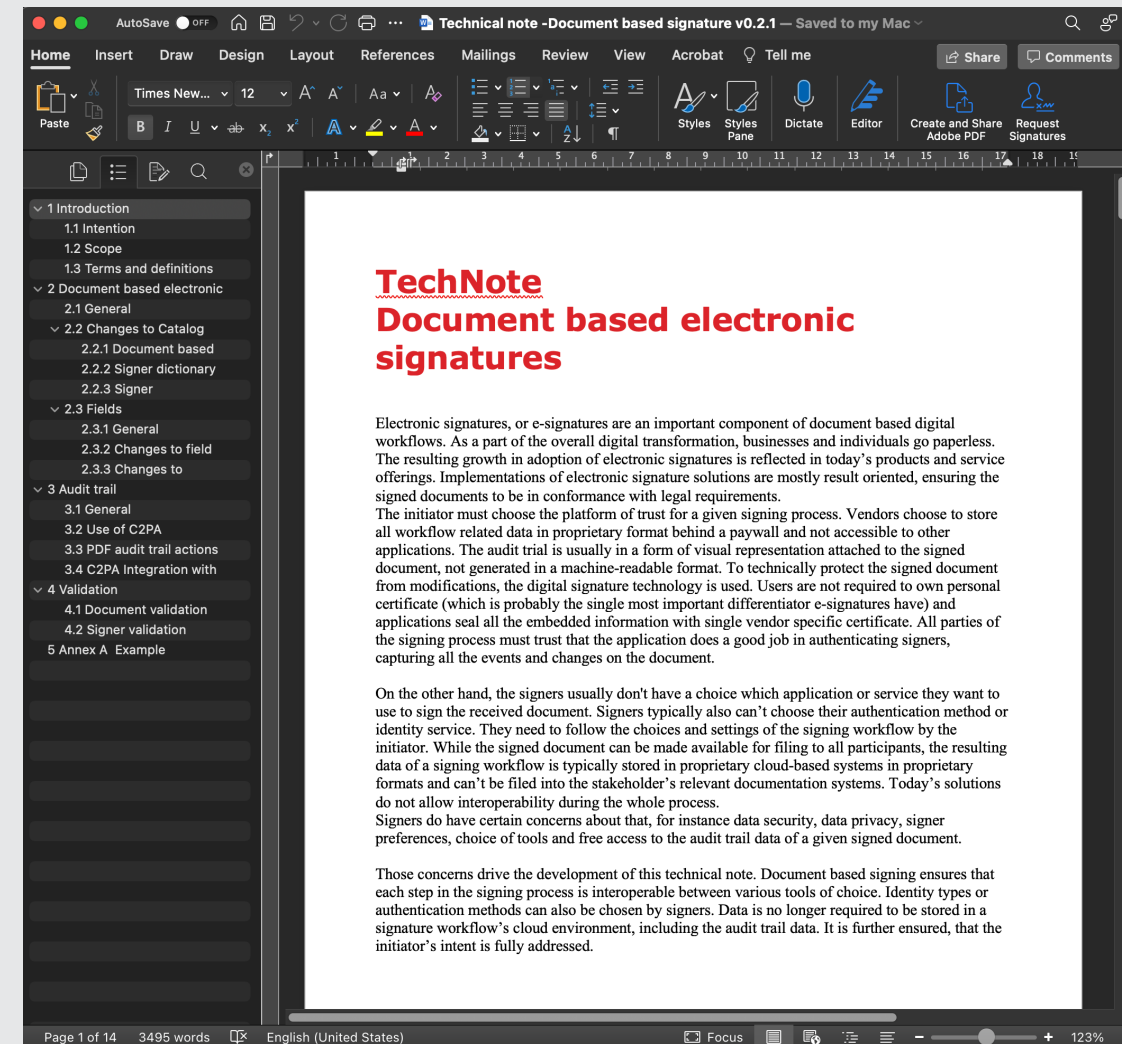 AutoSave OFF Technical note -Document based signature v0.2.1 — Saved to my Mac
Home Insert Draw Design Layout References Mailings Review View Acrobat Tell me Share Comments
Paste Times New... 12 A A Aa A
B I U ab x2 x2 A A
Styles Styles Pane Dictate Editor Create and Share Adobe PDF Request Signatures
1 1 2 3 4 5 6 7 8 9 10 11 12 13 14 15 16 17 18
1 Introduction
1.1 Intention
1.2 Scope
1.3 Terms and definitions
2 Document based electronic
2.1 General
2.2 Changes to Catalog
2.2.1 Document based
2.2.2 Signer dictionary
2.2.3 Signer
2.3 Fields
2.3.1 General
2.3.2 Changes to field
2.3.3 Changes to
3 Audit trail
3.1 General
3.2 Use of C2PA
3.3 PDF audit trail actions
3.4 C2PA Integration with
4 Validation
4.1 Document validation
4.2 Signer validation
5 Annex A Example
TechNote
Document based electronic
signatures
Electronic signatures, or e-signatures are an important component of document based digital
workflows. As a part of the overall digital transformation, businesses and individuals go paperless.
The resulting growth in adoption of electronic signatures is reflected in today’s products and service
offerings. Implementations of electronic signature solutions are mostly result oriented, ensuring the
signed documents to be in conformance with legal requirements.
The initiator must choose the platform of trust for a given signing process. Vendors choose to store
all workflow related data in proprietary format behind a paywall and not accessible to other
applications. The audit trial is usually in a form of visual representation attached to the signed
document, not generated in a machine-readable format. To technically protect the signed document
from modifications, the digital signature technology is used. Users are not required to own personal
certificate (which is probably the single most important differentiator e-signatures have) and
applications seal all the embedded information with single vendor specific certificate. All parties of
the signing process must trust that the application does a good job in authenticating signers,
capturing all the events and changes on the document.
On the other hand, the signers usually don't have a choice which application or service they want to
use to sign the received document. Signers typically also can’t choose their authentication method or
identity service. They need to follow the choices and settings of the signing workflow by the
initiator. While the signed document can be made available for filing to all participants, the resulting
data of a signing workflow is typically stored in proprietary cloud-based systems in proprietary
formats and can’t be filed into the stakeholder’s relevant documentation systems. Today’s solutions
do not allow interoperability during the whole process.
Signers do have certain concerns about that, for instance data security, data privacy, signer
preferences, choice of tools and free access to the audit trail data of a given signed document.
Those concerns drive the development of this technical note. Document based signing ensures that
each step in the signing process is interoperable between various tools of choice. Identity types or
authentication methods can also be chosen by signers. Data is no longer required to be stored in a
signature workflow’s cloud environment, including the audit trail data. It is further ensured, that the
initiator’s intent is fully addressed.
Page 1 of 14 3495 words English (United States) Focus 123%